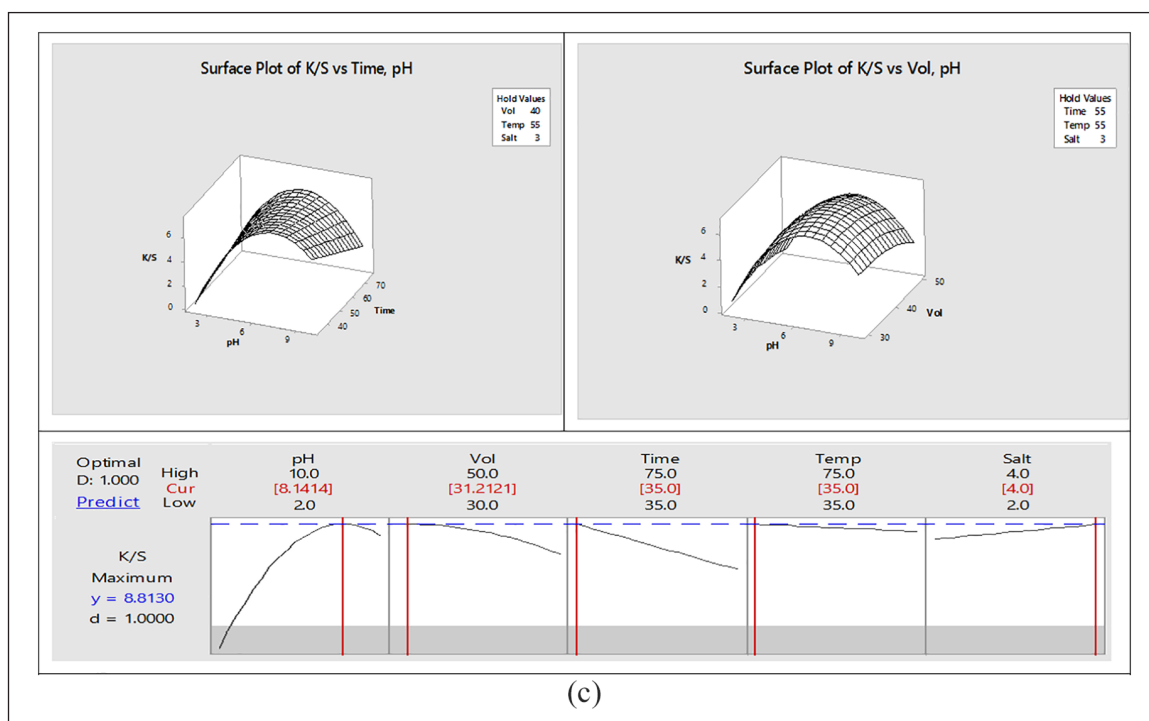 Surface Plot of K/S vs Time, pH
Hold Values
Vol 40
Temp 55
Salt 3
6
4
2
0
K/S
3
6
9
pH
40
50
60
70
Time
Surface Plot of K/S vs Vol, pH
Hold Values
Time 55
Temp 55
Salt 3
6
4
2
0
K/S
3
6
9
pH
30
40
50
Vol
Optimal
D: 1.000
Predict
High
Cur
Low
pH
10.0
[8.1414]
2.0
Vol
50.0
[31.2121]
30.0
Time
75.0
[35.0]
35.0
Temp
75.0
[35.0]
35.0
Salt
4.0
[4.0]
2.0
K/S
Maximum
y = 8.8130
d = 1.0000
(c)